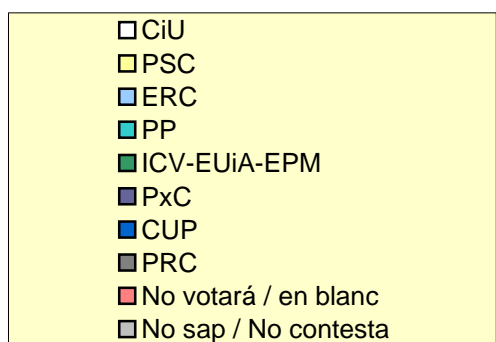 CiU
PSC
ERC
PP
ICV-EUiA-EPM
PxC
CUP
PRC
No votará / en blanc
No sap / No contesta